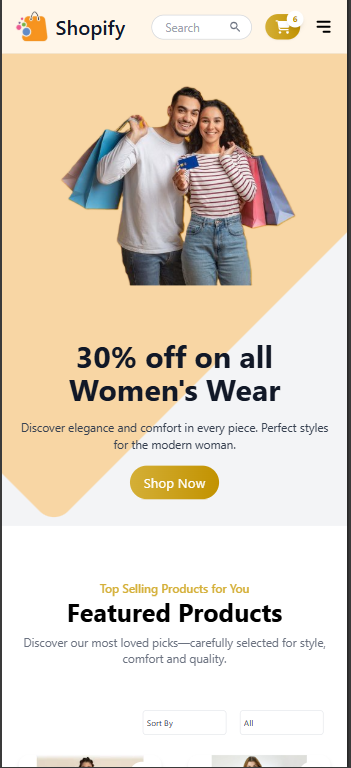 Shopify
Search
6
30% off on all
Women's Wear
Discover elegance and comfort in every piece. Perfect styles
for the modern woman.
Shop Now
Top Selling Products for You
Featured Products
Discover our most loved picks—carefully selected for style,
comfort and quality.
Sort By
All